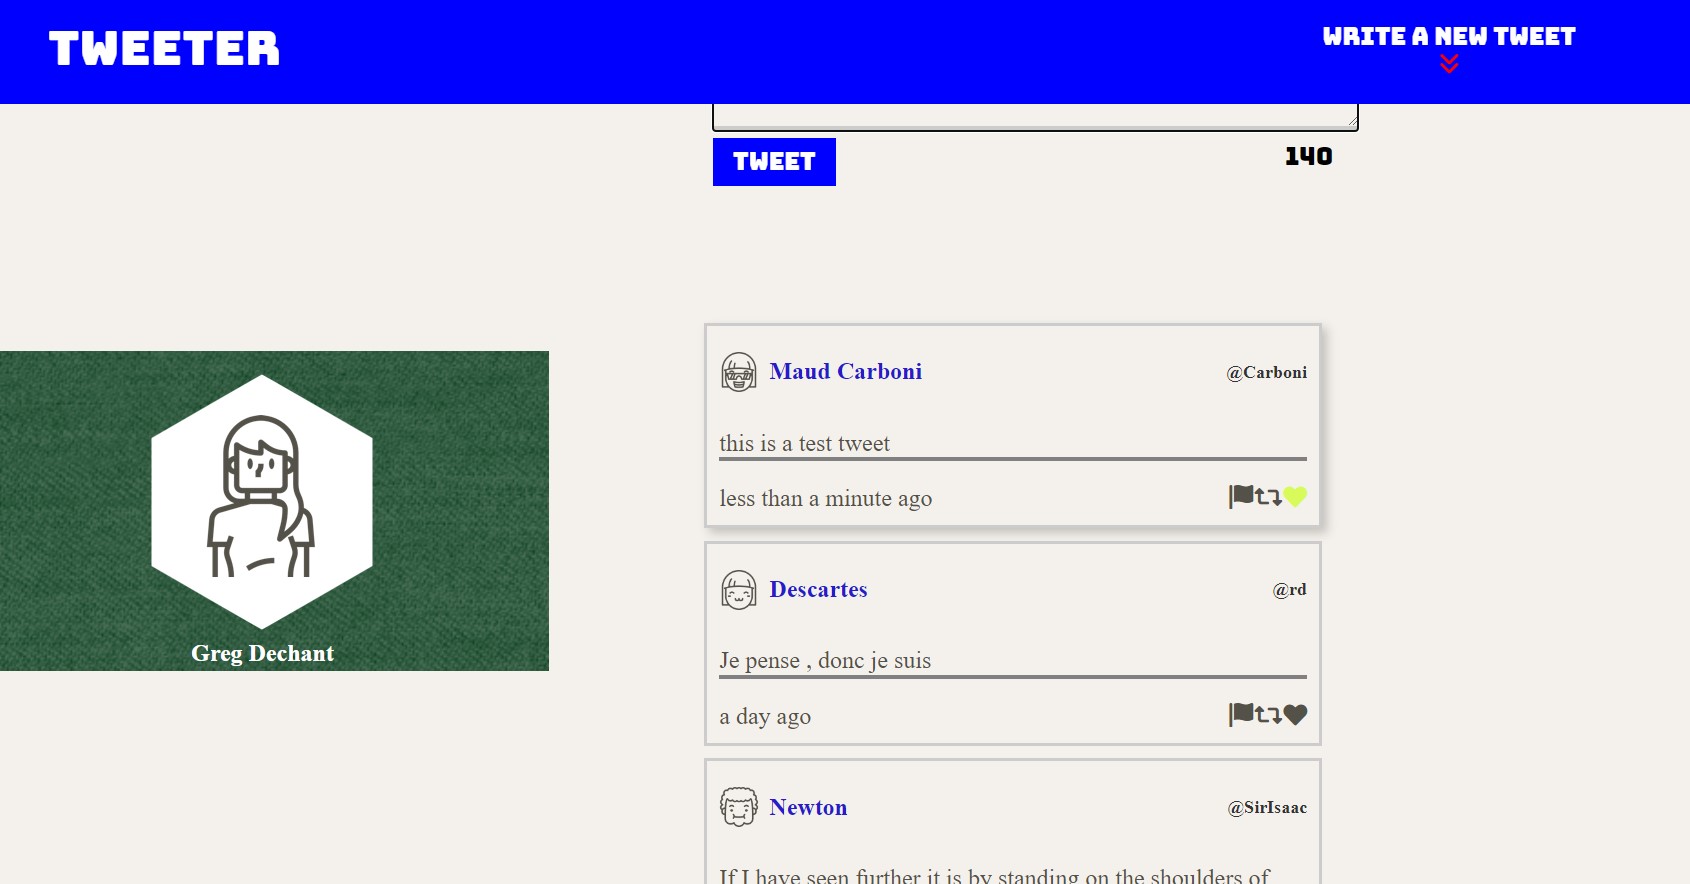 TWEETER
WRITE A NEW TWEET
TWEET
140
Greg Dechant
Maud Carboni
@Carboni
this is a test tweet
less than a minute ago
Descartes
@rd
Je pense , donc je suis
a day ago
Newton
@SirIsaac
If I have seen further it is by standing on the shoulders of